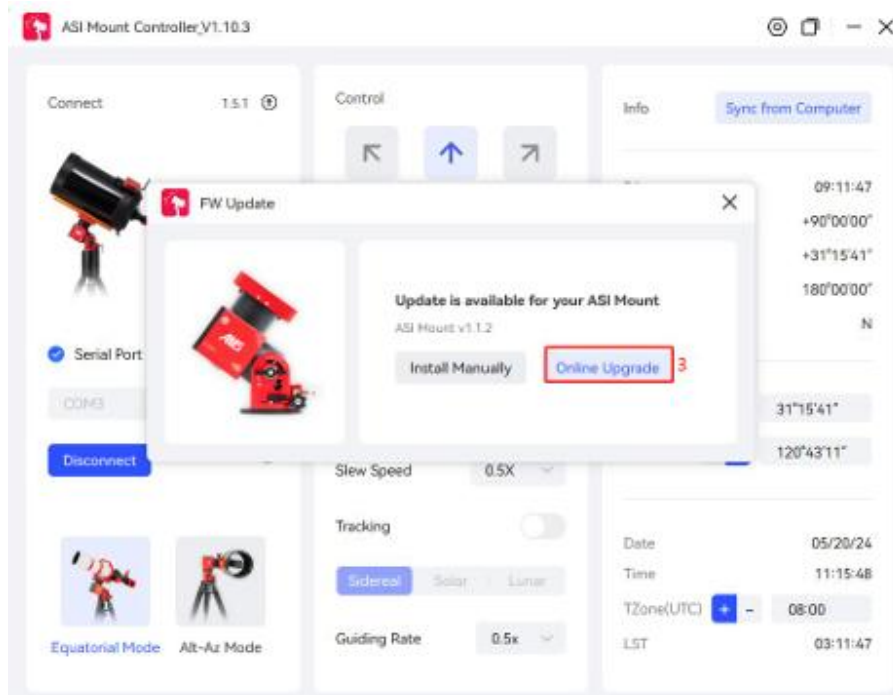 ASI Mount Controller,V1.10.3
Connect 1.5.1
Control
Info Sync from Computer
09:11:47
FW Update
+90°00'00"
+31°15'41"
180°00'00"
Update is available for your ASI Mount
ASI Mount v1.1.2
N
Serial Port
Install Manually
Online Upgrade 3
COM3
31°15'41"
Disconnect
120°43'11"
Slew Speed 0.5X
Tracking
Date 05/20/24
Sidereal Solar Lunar
Time 11:15:48
TZone(UTC) + - 08:00
Equatorial Mode Alt-Az Mode
Guiding Rate 0.5x
LST 03:11:47